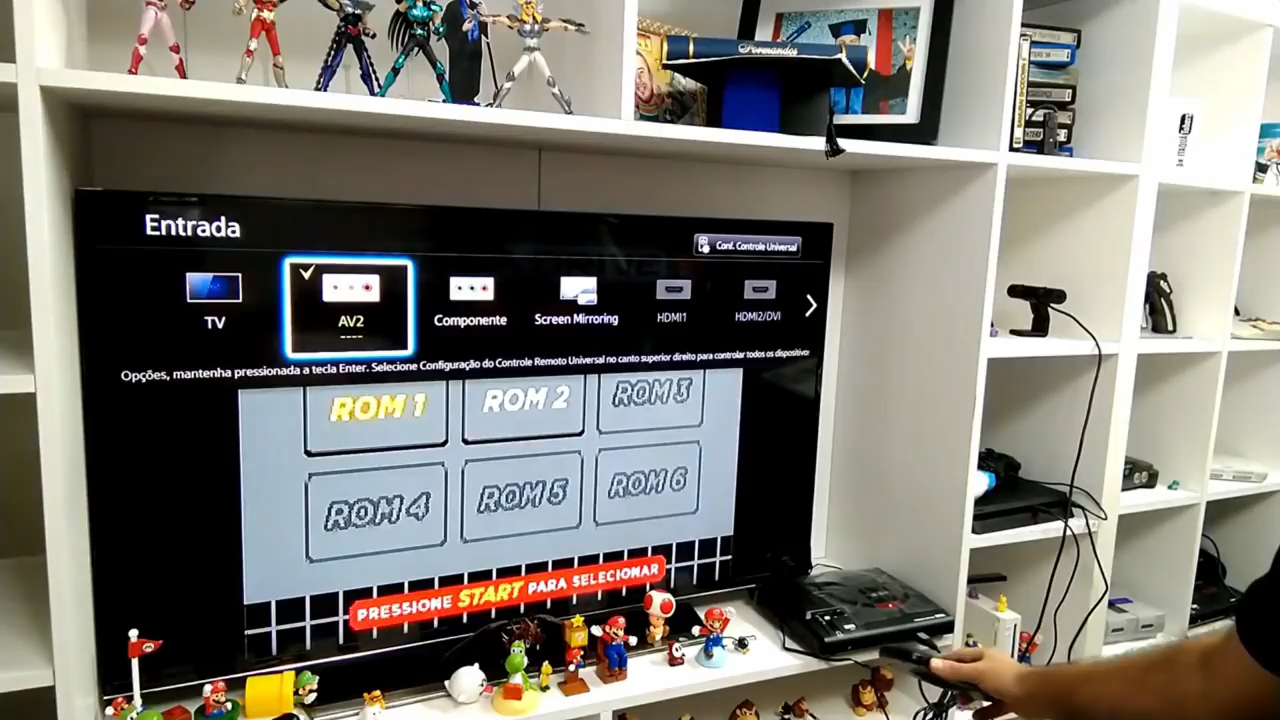 Formandos
Entrada
Conf. Controle Universal
TV
AV2
----
Componente
Screen Mirroring
HDMI1
HDMI2/DVI
Opções, mantenha pressionada a tecla Enter. Selecione Configuração do Controle Remoto Universal no canto superior direito para controlar todos os dispositivo
ROM 1
ROM 2
ROM 3
ROM 4
ROM 5
ROM 6
PRESSIONE START PARA SELECIONAR